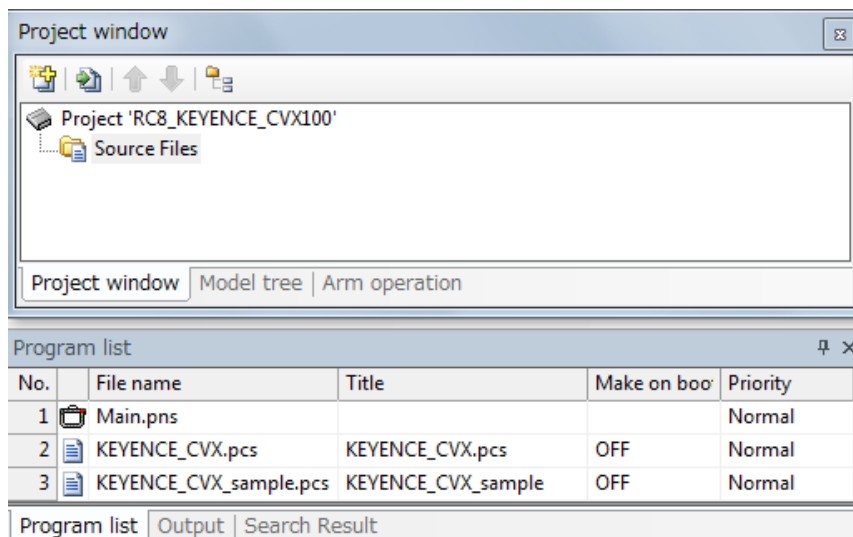 Project window
Project 'RC8_KEYENCE_CVX100'
Source Files
Project window Model tree Arm operation
Program list
No. File name Title Make on boo Priority
1 Main.pns Normal
2 KEYENCE_CVX.pcs KEYENCE_CVX.pcs OFF Normal
3 KEYENCE_CVX_sample.pcs KEYENCE_CVX_sample OFF Normal
Program list Output Search Result